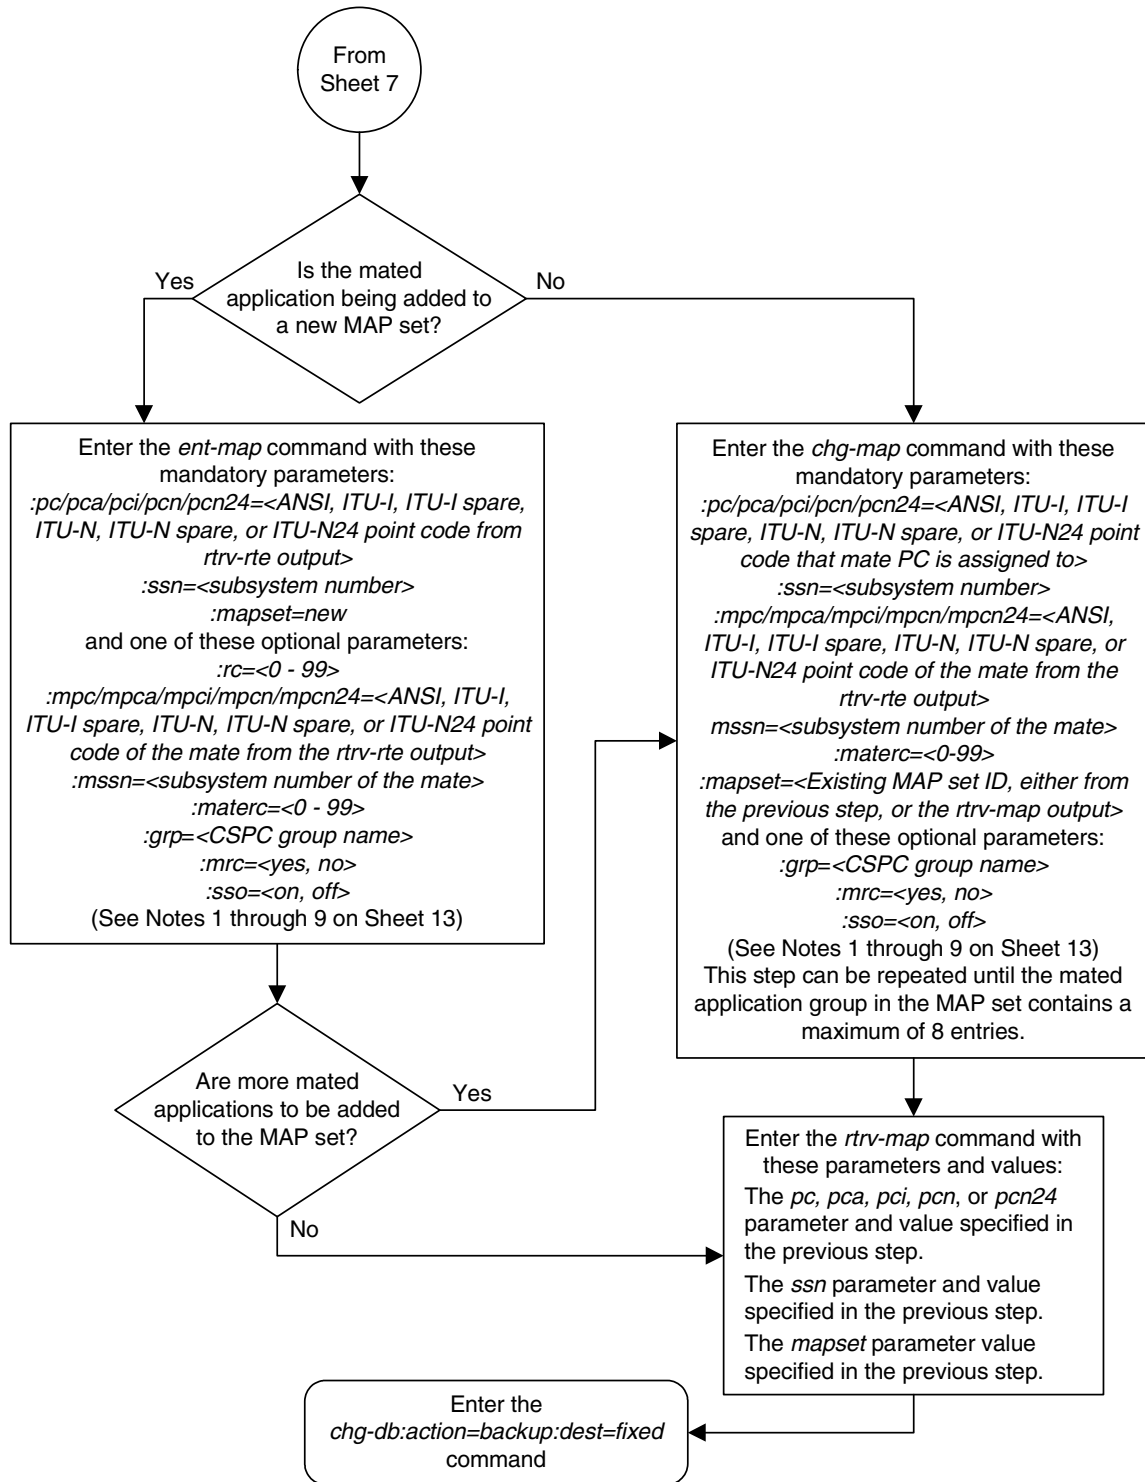 From
Sheet 7
Is the mated
application being added to
a new MAP set?
Yes
No
Enter the ent-map command with these
mandatory parameters:
:pc/pca/pci/pcn/pcn24=<ANSI, ITU-I, ITU-I spare,
ITU-N, ITU-N spare, or ITU-N24 point code from
rtrv-rte output>
:ssn=<subsystem number>
:mapset=new
and one of these optional parameters:
:rc=<0 - 99>
:mpc/mpca/mpci/mpcn/mpcn24=<ANSI, ITU-I,
ITU-I spare, ITU-N, ITU-N spare, or ITU-N24 point
code of the mate from the rtrv-rte output>
:mssn=<subsystem number of the mate>
:materc=<0 - 99>
:grp=<CSPC group name>
:mrc=<yes, no>
:sso=<on, off>
(See Notes 1 through 9 on Sheet 13)
Enter the chg-map command with these
mandatory parameters:
:pc/pca/pci/pcn/pcn24=<ANSI, ITU-I, ITU-I
spare, ITU-N, ITU-N spare, or ITU-N24 point
code that mate PC is assigned to>
:ssn=<subsystem number>
:mpc/mpca/mpci/mpcn/mpcn24=<ANSI,
ITU-I, ITU-I spare, ITU-N, ITU-N spare, or
ITU-N24 point code of the mate from the
rtrv-rte output>
mssn=<subsystem number of the mate>
:materc=<0-99>
:mapset=<Existing MAP set ID, either from
the previous step, or the rtrv-map output>
and one of these optional parameters:
:grp=<CSPC group name>
:mrc=<yes, no>
:sso=<on, off>
(See Notes 1 through 9 on Sheet 13)
This step can be repeated until the mated
application group in the MAP set contains a
maximum of 8 entries.
Are more mated
applications to be added
to the MAP set?
Yes
No
Enter the rtrv-map command with
these parameters and values:
The pc, pca, pci, pcn, or pcn24
parameter and value specified in
the previous step.
The ssn parameter and value
specified in the previous step.
The mapset parameter value
specified in the previous step.
Enter the
chg-db:action=backup:dest=fixed
command